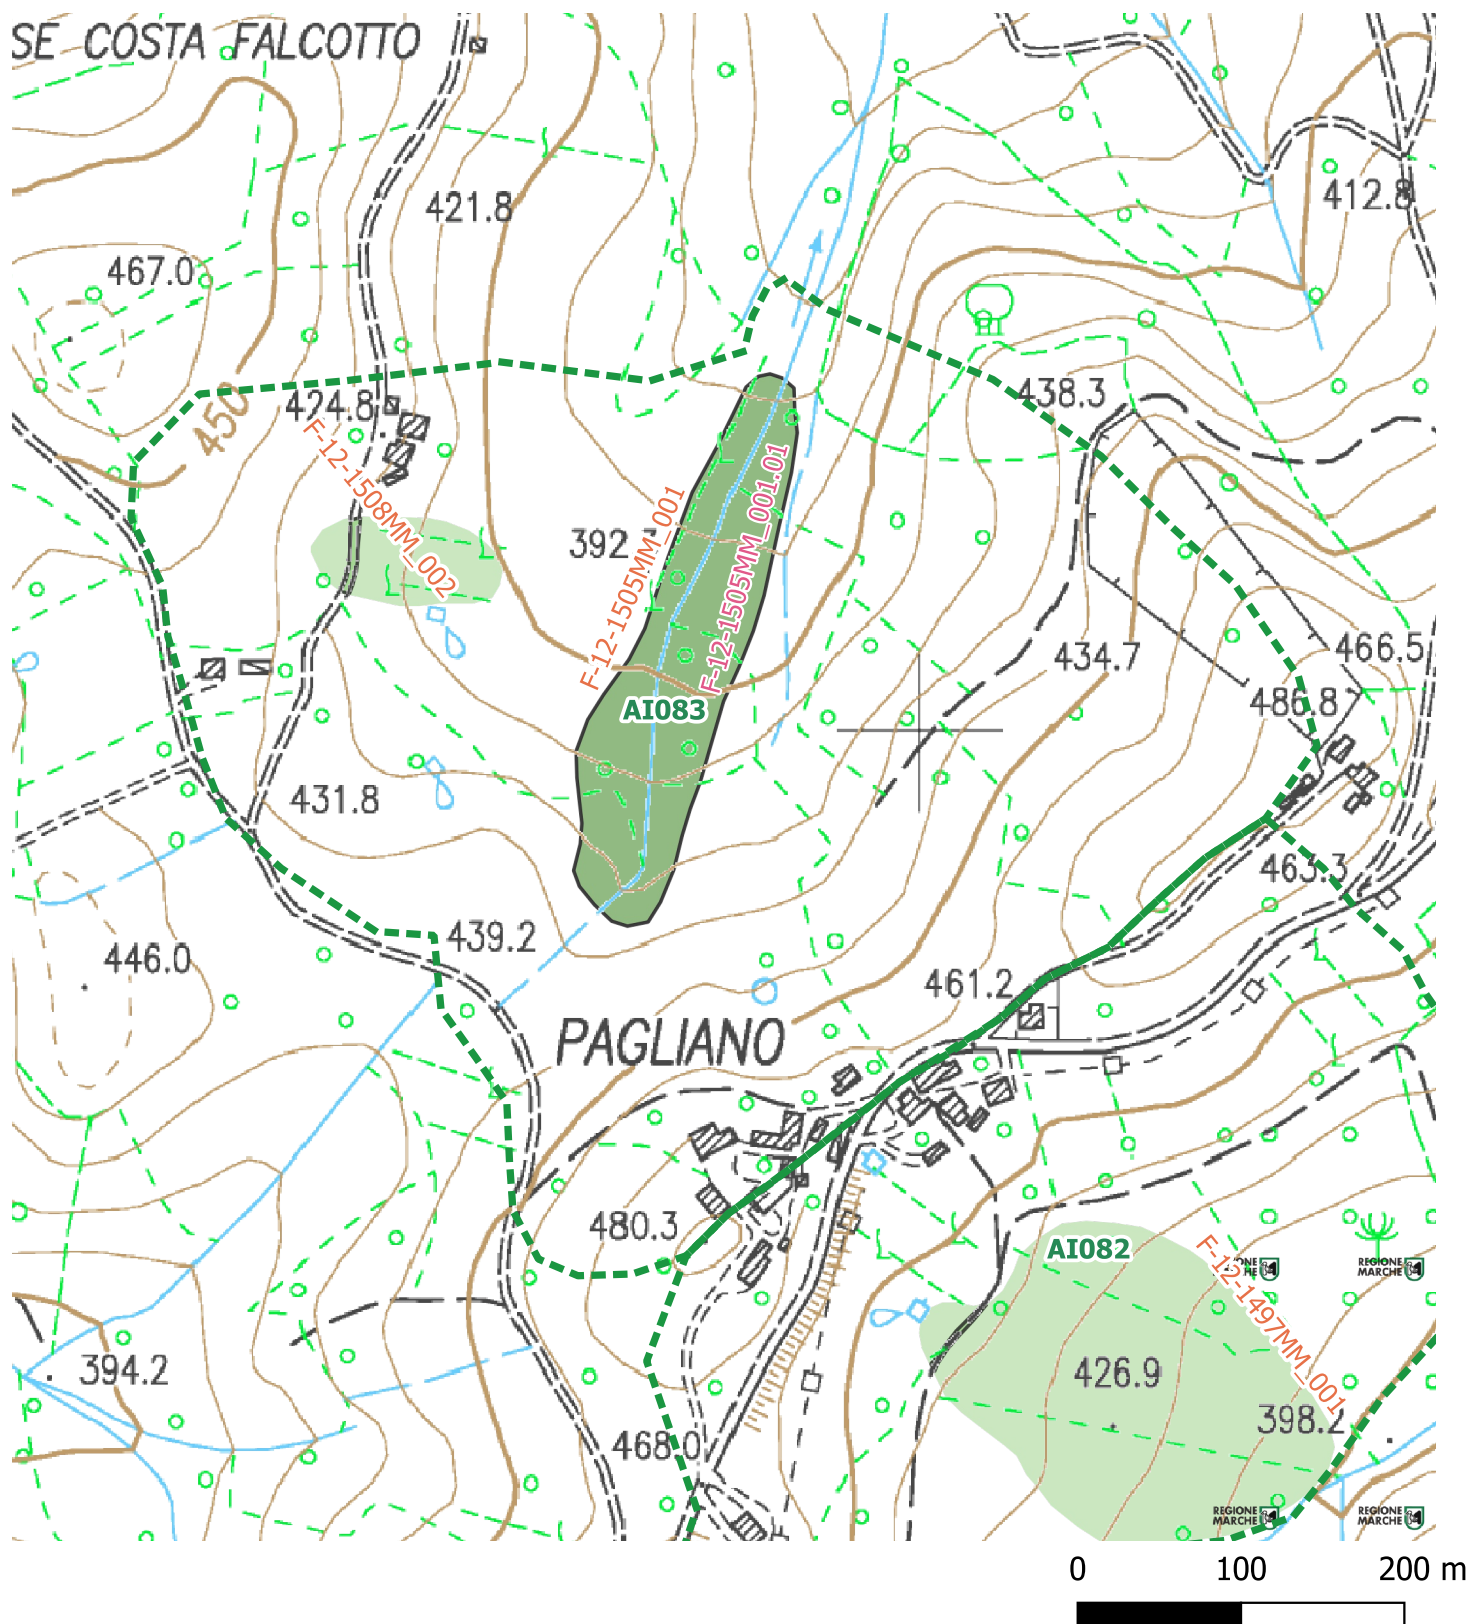 SE COSTA FALCOTTO
421.8
412.8
467.0
438.3
424.8
450
F-12-1508MM_002
392
F-12-1505MM_001
F-12-1505MM_001.01
434.7
466.5
486.8
AI083
431.8
463.3
439.2
446.0
461.2
PAGLIANO
480.3
AI082
F-12-1497MM_001
REGIONE
MARCHE
394.2
426.9
398.2
468.0
REGIONE
MARCHE
REGIONE
MARCHE
0 100 200 m